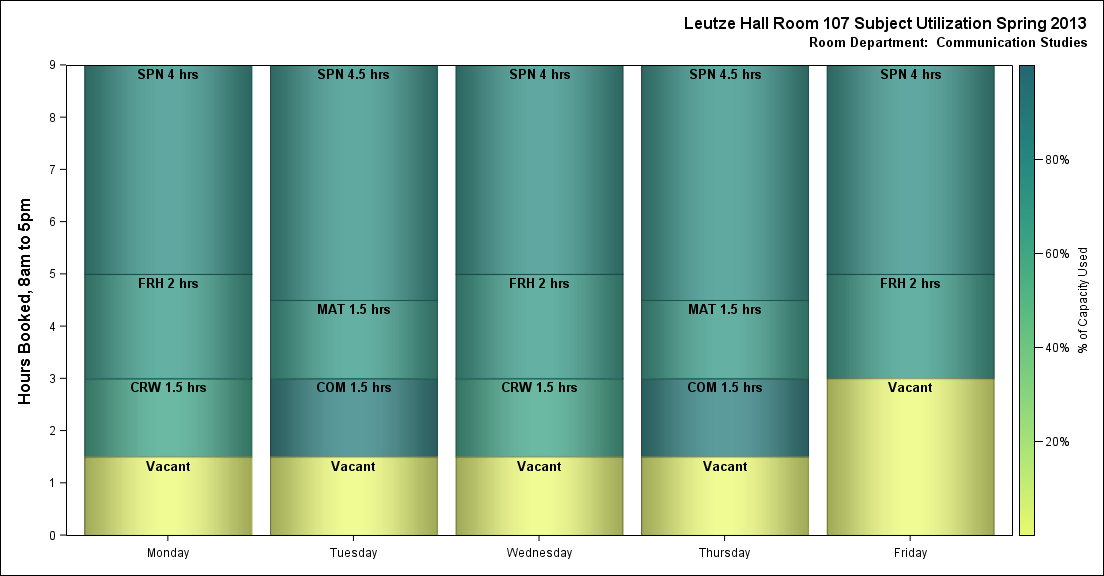 Leutze Hall Room 107 Subject Utilization Spring 2013
Room Department:  Communication Studies
Hours Booked, 8am to 5pm
9
8
7
6
5
4
3
2
1
0
SPN 4 hrs
FRH 2 hrs
CRW 1.5 hrs
Vacant
SPN 4.5 hrs
MAT 1.5 hrs
COM 1.5 hrs
Vacant
SPN 4 hrs
FRH 2 hrs
CRW 1.5 hrs
Vacant
SPN 4.5 hrs
MAT 1.5 hrs
COM 1.5 hrs
Vacant
SPN 4 hrs
FRH 2 hrs
Vacant
Monday
Tuesday
Wednesday
Thursday
Friday
80%
60%
40%
20%
% of Capacity Used